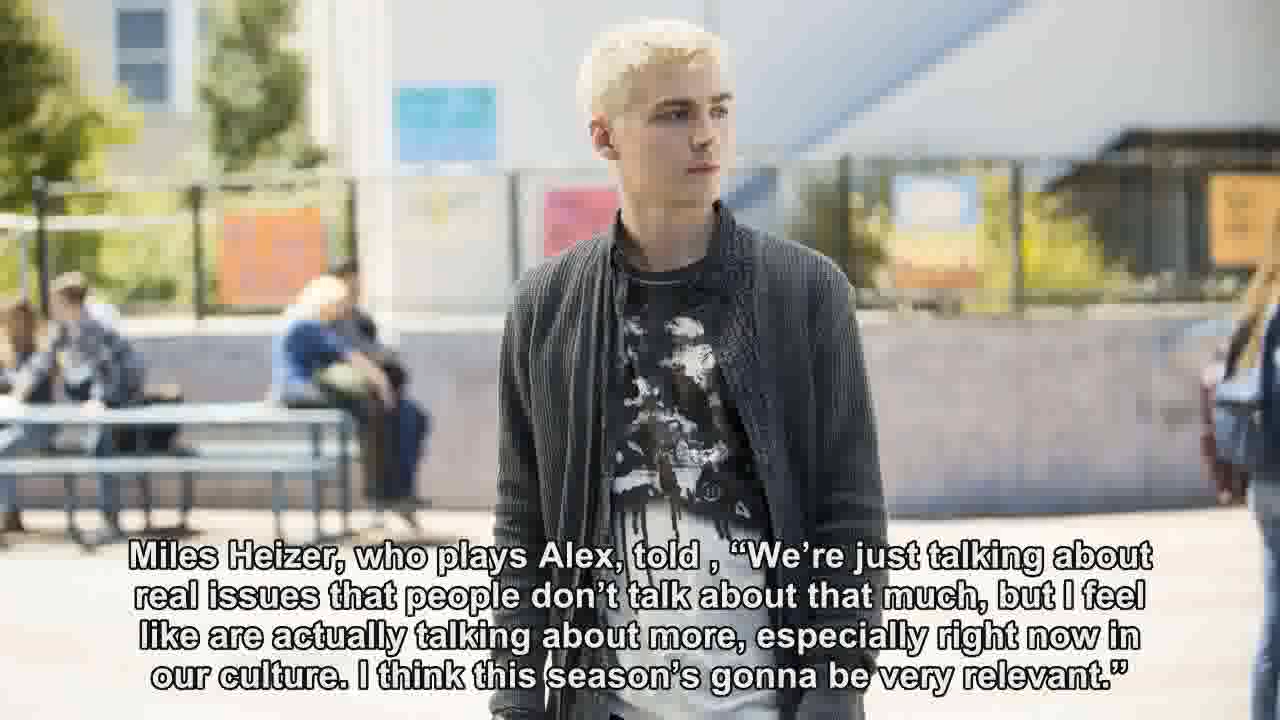 Miles Heizer, who plays Alex, told , “We’re just talking about
real issues that people don’t talk about that much, but I feel
like are actually talking about more, especially right now in
our culture. I think this season’s gonna be very relevant.”